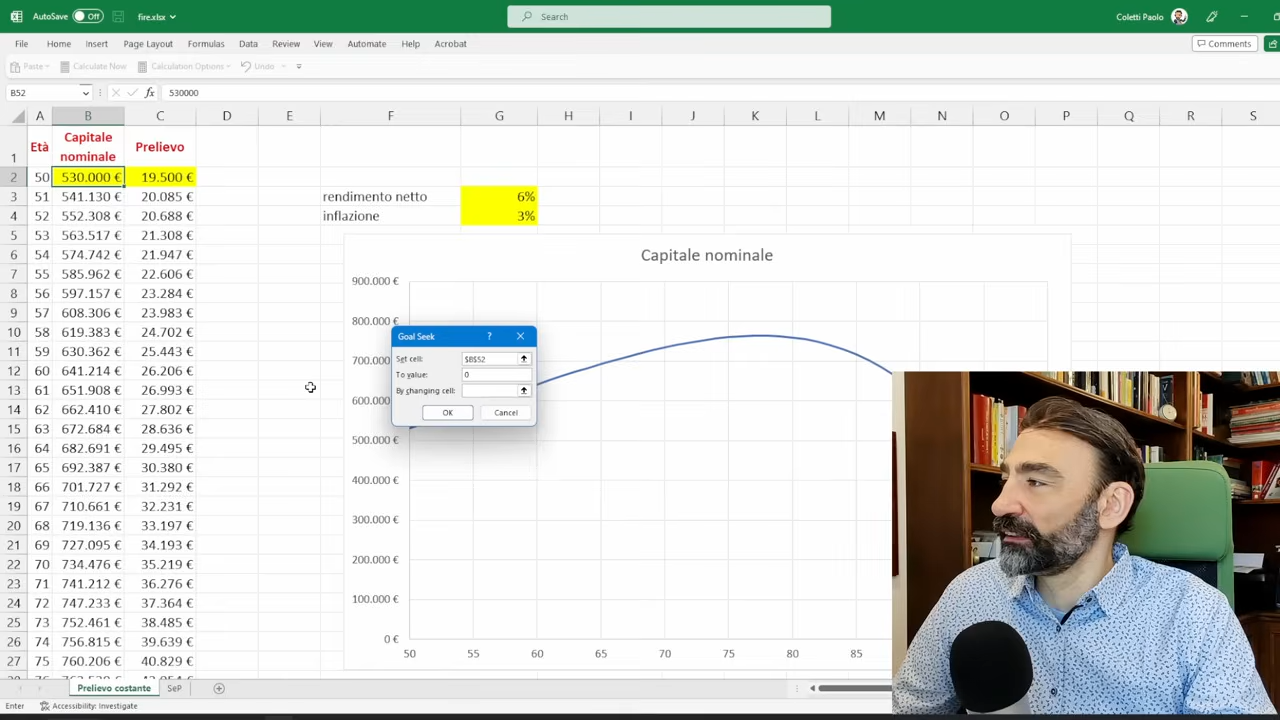 AutoSave Off fire.xlsx Search Coletti Paolo
File Home Insert Page Layout Formulas Data Review View Automate Help Acrobat Comments
Paste Calculate Now Calculation Options Undo
B52 fx 530000
A B C D E F G H I J K L M N O P Q R S
1 Età Capitale nominale Prelievo
2 50 530.000 € 19.500 €
3 51 541.130 € 20.085 € rendimento netto 6%
4 52 552.308 € 20.688 € inflazione 3%
5 53 563.517 € 21.308 €
6 54 574.742 € 21.947 €
7 55 585.962 € 22.606 €
8 56 597.157 € 23.284 €
9 57 608.306 € 23.983 €
10 58 619.383 € 24.702 €
11 59 630.362 € 25.443 €
12 60 641.214 € 26.206 €
13 61 651.908 € 26.993 €
14 62 662.410 € 27.802 €
15 63 672.684 € 28.636 €
16 64 682.691 € 29.495 €
17 65 692.387 € 30.380 €
18 66 701.727 € 31.292 €
19 67 710.661 € 32.231 €
20 68 719.136 € 33.197 €
21 69 727.095 € 34.193 €
22 70 734.476 € 35.219 €
23 71 741.212 € 36.276 €
24 72 747.233 € 37.364 €
25 73 752.461 € 38.485 €
26 74 756.815 € 39.639 €
27 75 760.206 € 40.829 €
Capitale nominale
900.000 €
800.000 €
700.000
600.000
500.000 €
400.000 €
300.000 €
200.000 €
100.000 €
0 €
50 55 60 65 70 75 80 85
Goal Seek ?
Set cell: $B$52
To value: 0
By changing cell:
OK Cancel
Prelievo costante SeP
Enter Accessibility: Investigate